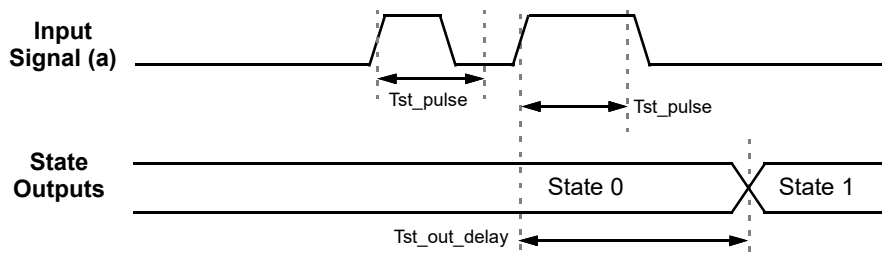 Input
Signal (a)
Tst_pulse
Tst_pulse
State
Outputs
State 0
State 1
Tst_out_delay